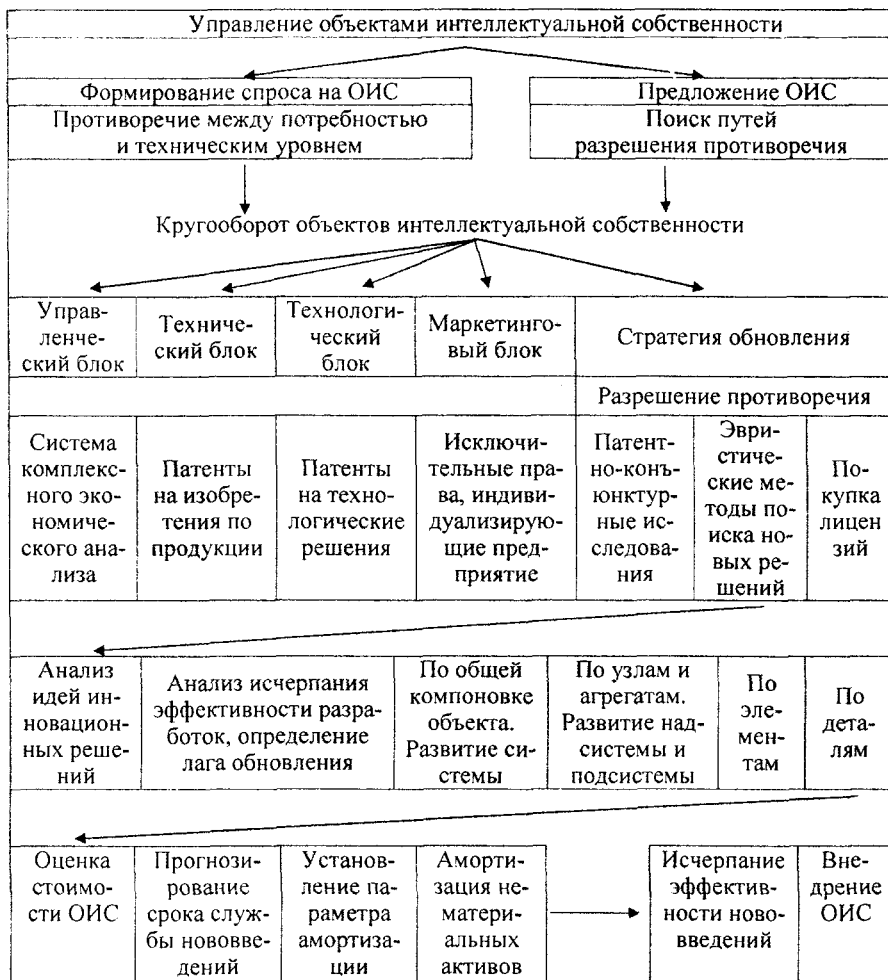 Управление объектами интеллектуальной собственности
Формирование спроса на ОИС
Противоречие между потребностью
и техническим уровнем
Предложение ОИС
Поиск путей
разрешения противоречия
Кругооборот объектов интеллектуальной собственности
Управ-
ленче-
ский блок
Техниче-
ский блок
Технологи-
ческий
блок
Маркетинго-
вый блок
Стратегия обновления
Разрешение противоречия
Система
комплекс-
ного эко-
номиче-
ского ана-
лиза
Патенты
на изобре-
тения по
продукции
Патенты
на техно-
логические
решения
Исключи-
тельные пра-
ва, индиви-
дуализирую-
щие пред-
приятие
Патент-
но-конъ-
юнктур-
ные ис-
следова-
ния
Эври-
стиче-
ские ме-
тоды по-
иска но-
вых ре-
шений
По-
купка
лицен
зий
Анализ
идей ин-
новацион-
ных реше-
ний
Анализ исчерпания
эффективности разра-
боток, определение
лага обновления
По общей
компоновке
объекта.
Развитие си-
стемы
По узлам и
агрегатам.
Развитие над-
системы и
подсистемы
По
эле-
мен-
там
По
дета-
лям
Оценка
стоимо-
сти ОИС
Прогнози-
рование
срока служ-
бы нововве-
дений
Установ-
ление па-
раметра
амортиза-
ции
Аморти-
зация не-
матери-
альных
активов
Исчерпание
эффектив-
ности ново-
введений
Вне-
дрение
ОИС